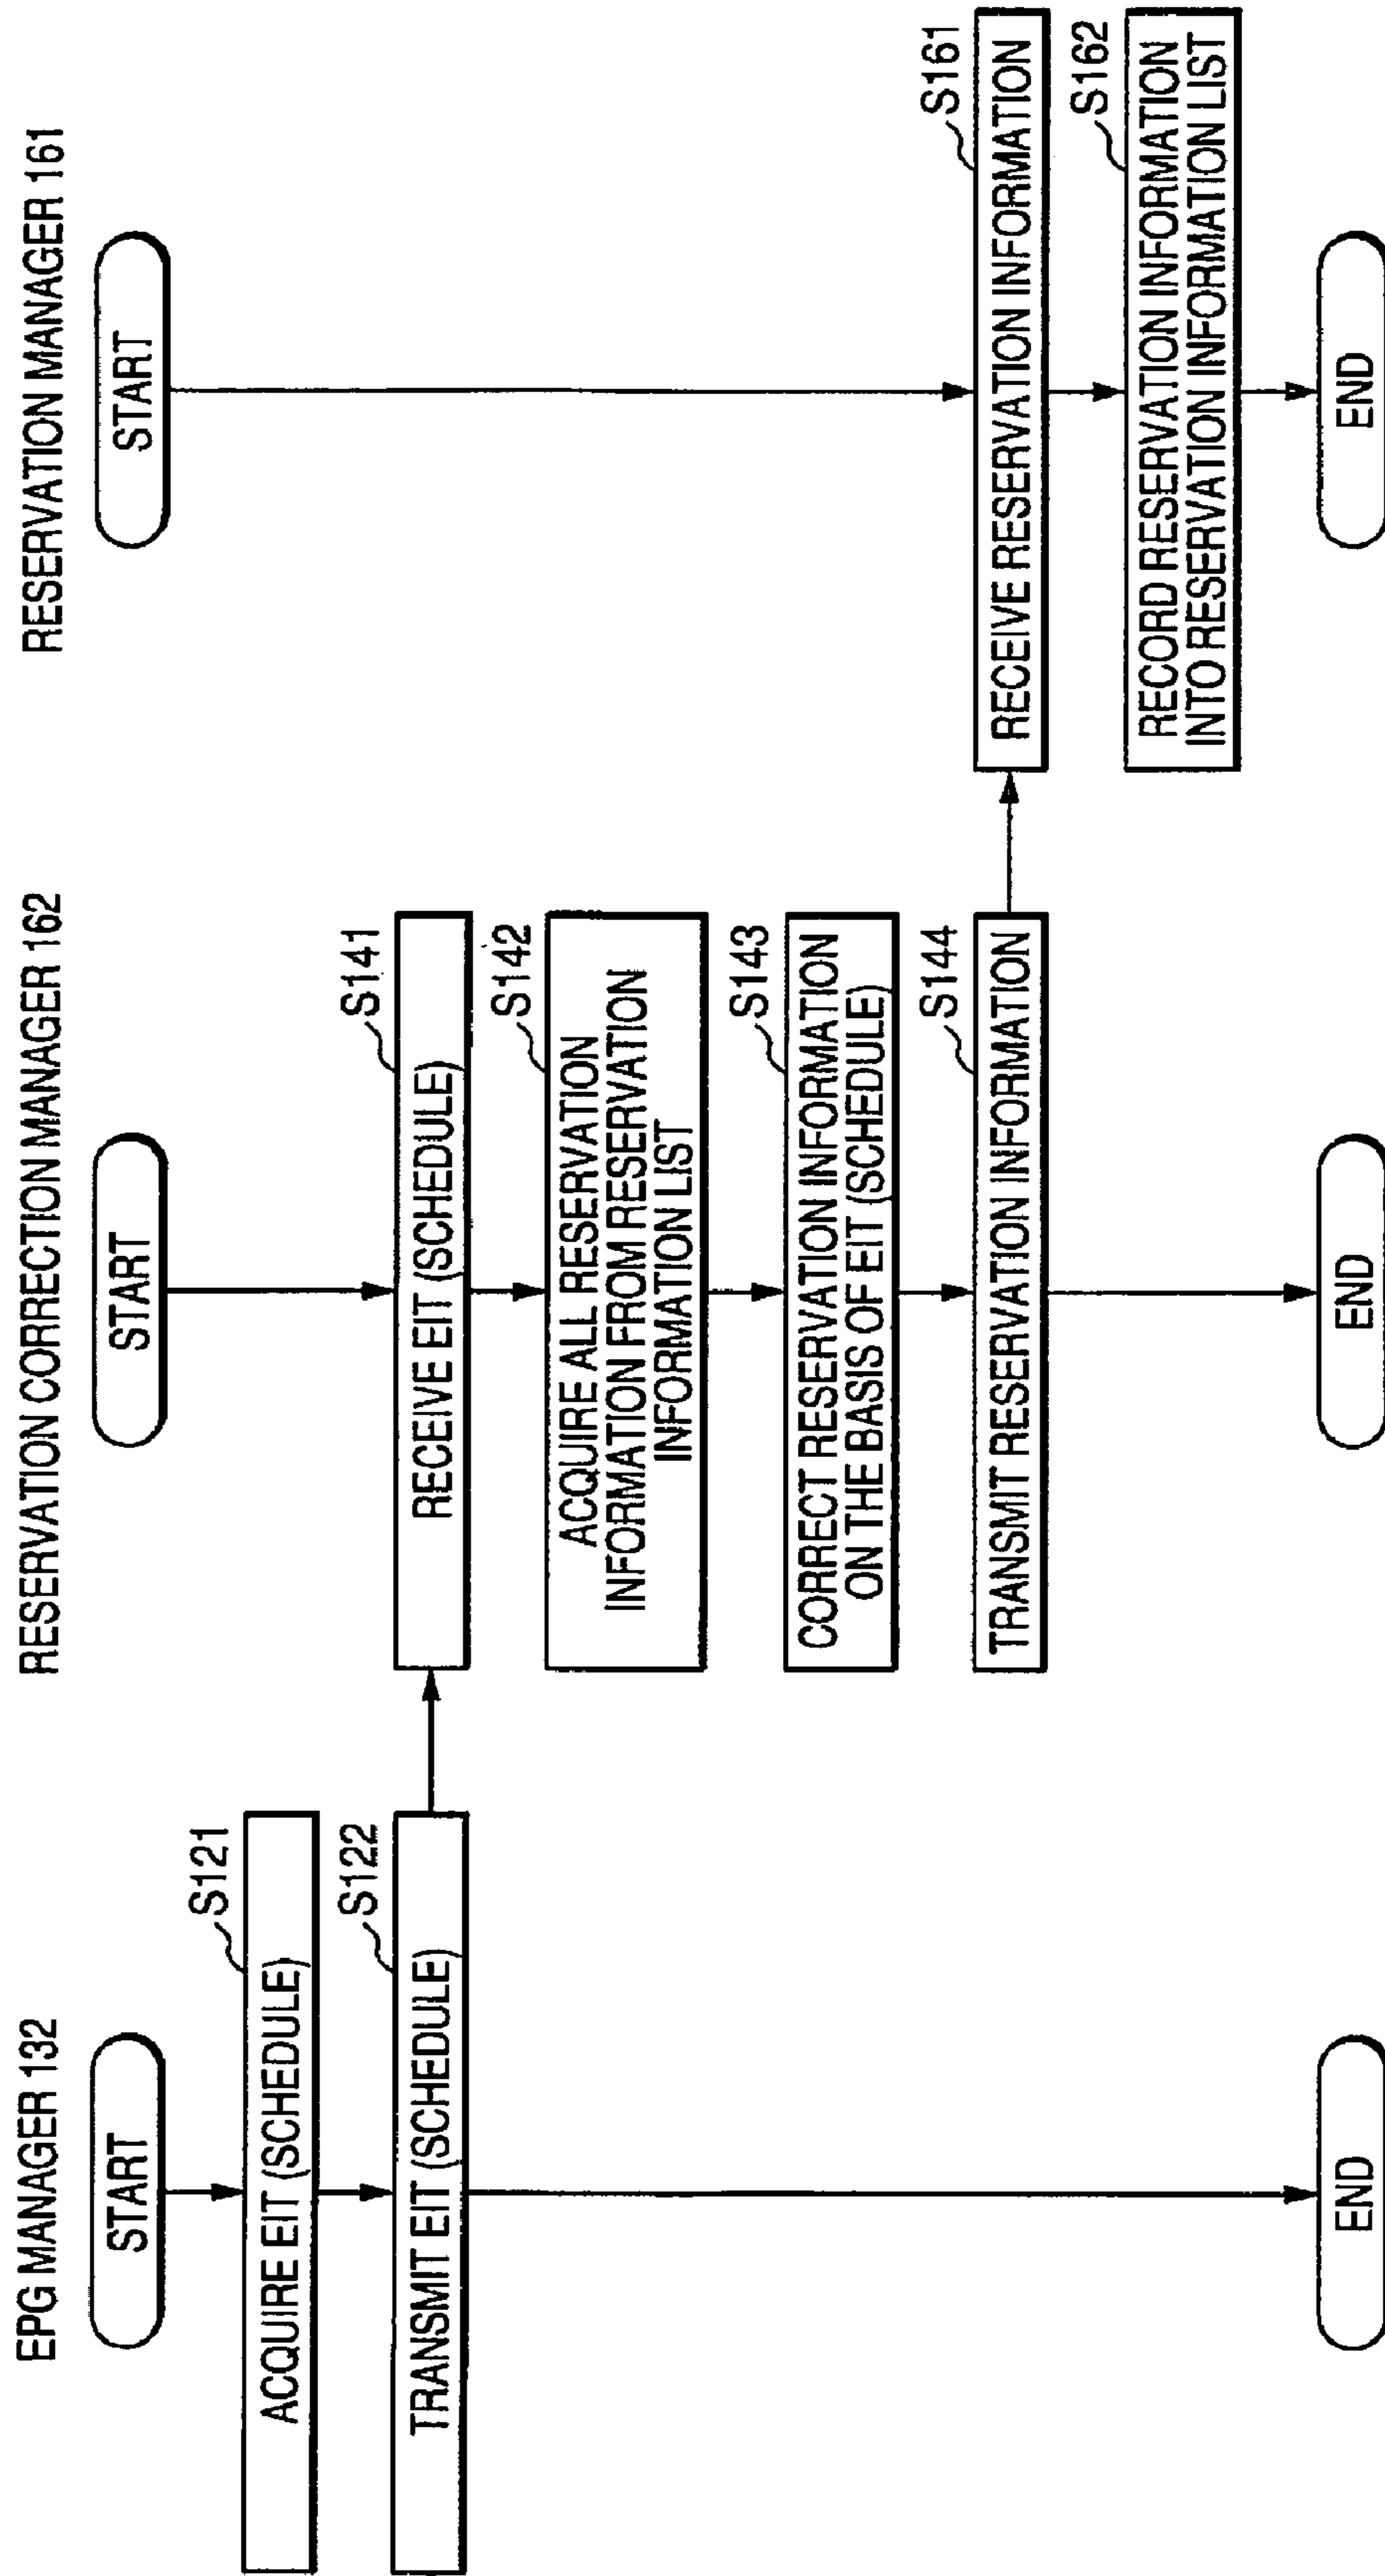 EPG MANAGER 132
START
S121
ACQUIRE EIT (SCHEDULE)
S122
TRANSMIT EIT (SCHEDULE)
END
RESERVATION CORRECTION MANAGER 162
START
S141
RECEIVE EIT (SCHEDULE)
S142
ACQUIRE ALL RESERVATION
INFORMATION FROM RESERVATION
INFORMATION LIST
S143
CORRECT RESERVATION INFORMATION
ON THE BASIS OF EIT (SCHEDULE)
S144
TRANSMIT RESERVATION INFORMATION
END
RESERVATION MANAGER 161
START
S161
RECEIVE RESERVATION INFORMATION
S162
RECORD RESERVATION INFORMATION
INTO RESERVATION INFORMATION LIST
END